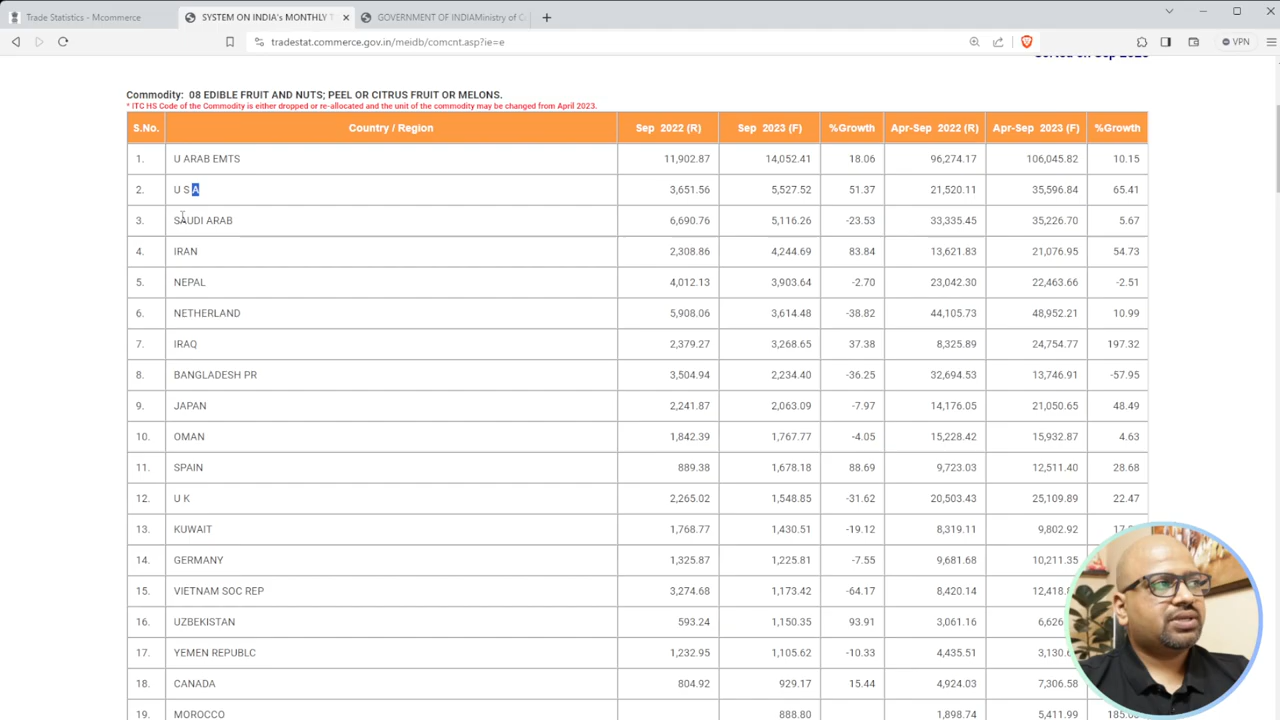 Trade Statistics - Mcommerce
SYSTEM ON INDIA's MONTHLY
GOVERNMENT OF INDIAMinistry of
tradestat.commerce.gov.in/meidb/comcnt.asp?ie=e
VPN
Commodity: 08 EDIBLE FRUIT AND NUTS; PEEL OR CITRUS FRUIT OR MELONS.
* ITC HS Code of the Commodity is either dropped or re-allocated and the unit of the commodity may be changed from April 2023.
S.No. Country / Region Sep 2022 (R) Sep 2023 (F) %Growth Apr-Sep 2022 (R) Apr-Sep 2023 (F) %Growth
1. U ARAB EMTS 11,902.87 14,052.41 18.06 96,274.17 106,045.82 10.15
2. U S A 3,651.56 5,527.52 51.37 21,520.11 35,596.84 65.41
3. SAUDI ARAB 6,690.76 5,116.26 -23.53 33,335.45 35,226.70 5.67
4. IRAN 2,308.86 4,244.69 83.84 13,621.83 21,076.95 54.73
5. NEPAL 4,012.13 3,903.64 -2.70 23,042.30 22,463.66 -2.51
6. NETHERLAND 5,908.06 3,614.48 -38.82 44,105.73 48,952.21 10.99
7. IRAQ 2,379.27 3,268.65 37.38 8,325.89 24,754.77 197.32
8. BANGLADESH PR 3,504.94 2,234.40 -36.25 32,694.53 13,746.91 -57.95
9. JAPAN 2,241.87 2,063.09 -7.97 14,176.05 21,050.65 48.49
10. OMAN 1,842.39 1,767.77 -4.05 15,228.42 15,932.87 4.63
11. SPAIN 889.38 1,678.18 88.69 9,723.03 12,511.40 28.68
12. U K 2,265.02 1,548.85 -31.62 20,503.43 25,109.89 22.47
13. KUWAIT 1,768.77 1,430.51 -19.12 8,319.11 9,802.92
14. GERMANY 1,325.87 1,225.81 -7.55 9,681.68 10,211.35
15. VIETNAM SOC REP 3,274.68 1,173.42 -64.17 8,420.14
16. UZBEKISTAN 593.24 1,150.35 93.91 3,061.16
17. YEMEN REPUBLC 1,232.95 1,105.62 -10.33 4,435.51
18. CANADA 804.92 929.17 15.44 4,924.03 7,306.58
19. MOROCCO 888.80 1,898.74 5,411.99